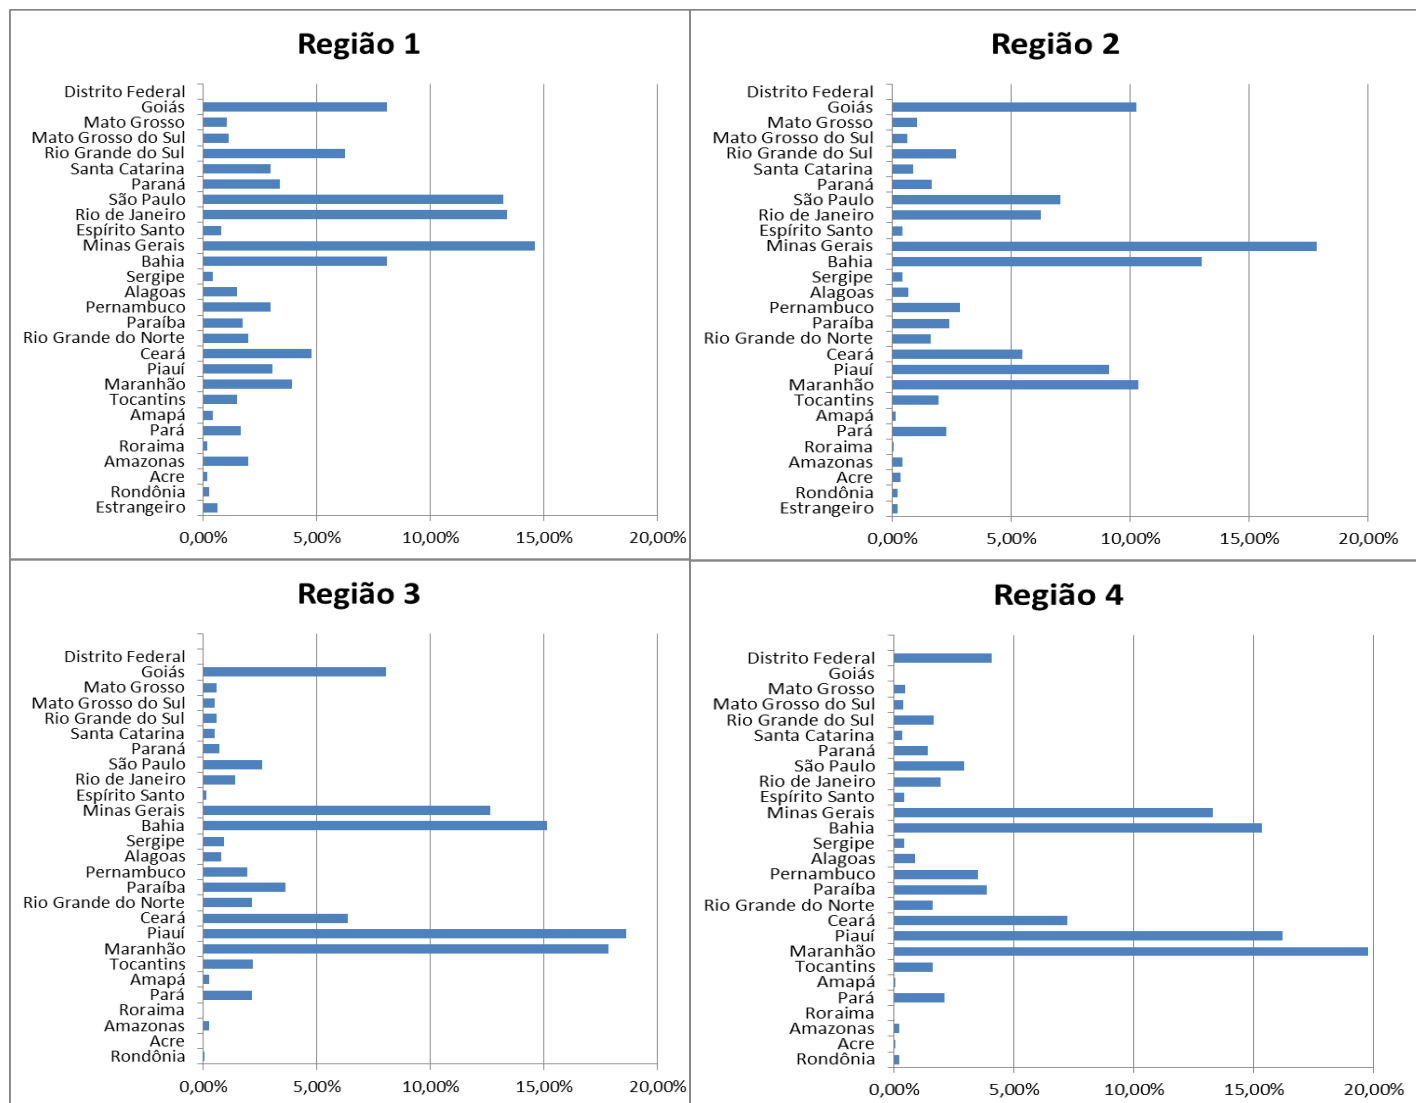 Região 1
Distrito Federal
Goiás
Mato Grosso
Mato Grosso do Sul
Rio Grande do Sul
Santa Catarina
Paraná
São Paulo
Rio de Janeiro
Espírito Santo
Minas Gerais
Bahia
Sergipe
Alagoas
Pernambuco
Paraíba
Rio Grande do Norte
Ceará
Piauí
Maranhão
Tocantins
Amapá
Pará
Roraima
Amazonas
Acre
Rondônia
Estrangeiro
0,00% 5,00% 10,00% 15,00% 20,00%
Região 2
Distrito Federal
Goiás
Mato Grosso
Mato Grosso do Sul
Rio Grande do Sul
Santa Catarina
Paraná
São Paulo
Rio de Janeiro
Espírito Santo
Minas Gerais
Bahia
Sergipe
Alagoas
Pernambuco
Paraíba
Rio Grande do Norte
Ceará
Piauí
Maranhão
Tocantins
Amapá
Pará
Roraima
Amazonas
Acre
Rondônia
Estrangeiro
0,00% 5,00% 10,00% 15,00% 20,00%
Região 3
Distrito Federal
Goiás
Mato Grosso
Mato Grosso do Sul
Rio Grande do Sul
Santa Catarina
Paraná
São Paulo
Rio de Janeiro
Espírito Santo
Minas Gerais
Bahia
Sergipe
Alagoas
Pernambuco
Paraíba
Rio Grande do Norte
Ceará
Piauí
Maranhão
Tocantins
Amapá
Pará
Roraima
Amazonas
Acre
Rondônia
0,00% 5,00% 10,00% 15,00% 20,00%
Região 4
Distrito Federal
Goiás
Mato Grosso
Mato Grosso do Sul
Rio Grande do Sul
Santa Catarina
Paraná
São Paulo
Rio de Janeiro
Espírito Santo
Minas Gerais
Bahia
Sergipe
Alagoas
Pernambuco
Paraíba
Rio Grande do Norte
Ceará
Piauí
Maranhão
Tocantins
Amapá
Pará
Roraima
Amazonas
Acre
Rondônia
0,00% 5,00% 10,00% 15,00% 20,00%